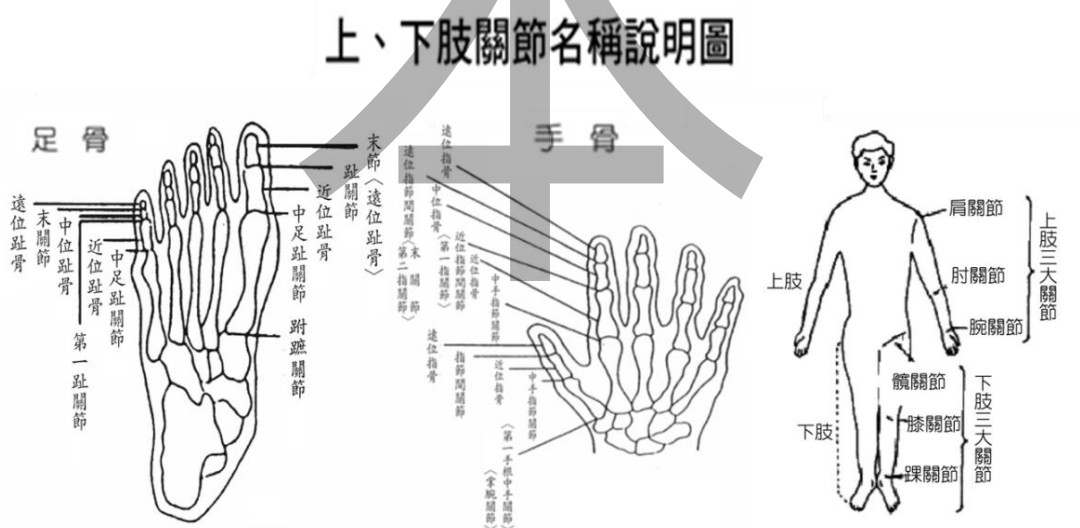 上、下肢關節名稱說明圖
足骨
手骨
本
遠位趾骨
末關節
中位趾骨
近位趾骨
中足趾關節
第一趾關節
末節〈遠位趾骨〉
趾關節
近位趾骨
中足趾關節
跗蹠關節
遠位指骨
遠位指節間關節〈末關節〉〈第二指關節〉
中位指骨
近位指節間關節〈第一指關節〉
近位指骨
中手指節關節
遠位指骨
指節間關節
近位指骨
中手指節關節
〈第一手根中手關節〉
〈掌腕關節〉
上肢
下肢
肩關節
肘關節
腕關節
上肢三大關節
髖關節
膝關節
踝關節
下肢三大關節